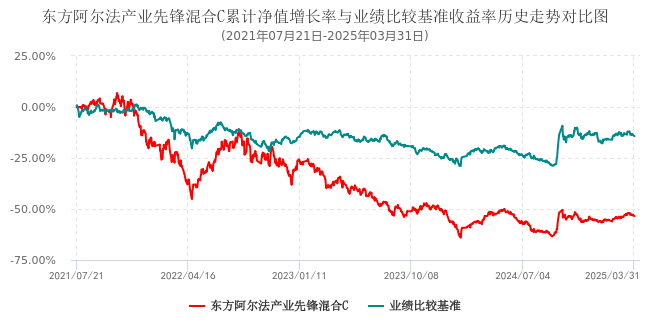 东方阿尔法产业先锋混合C累计净值增长率与业绩比较基准收益率历史走势对比图
(2021年07月21日-2025年03月31日)
25.00%
0.00%
-25.00%
-50.00%
-75.00%
2021/07/21 2022/04/16 2023/01/11 2023/10/08 2024/07/04 2025/03/31
东方阿尔法产业先锋混合C 业绩比较基准